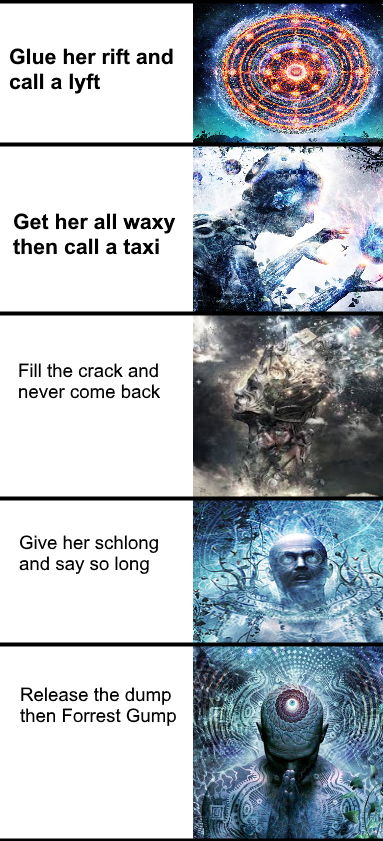 Glue her rift and
call a lyft
Get her all waxy
then call a taxi
Fill the crack and
never come back
Give her schlong
and say so long
Release the dump
then Forrest Gump